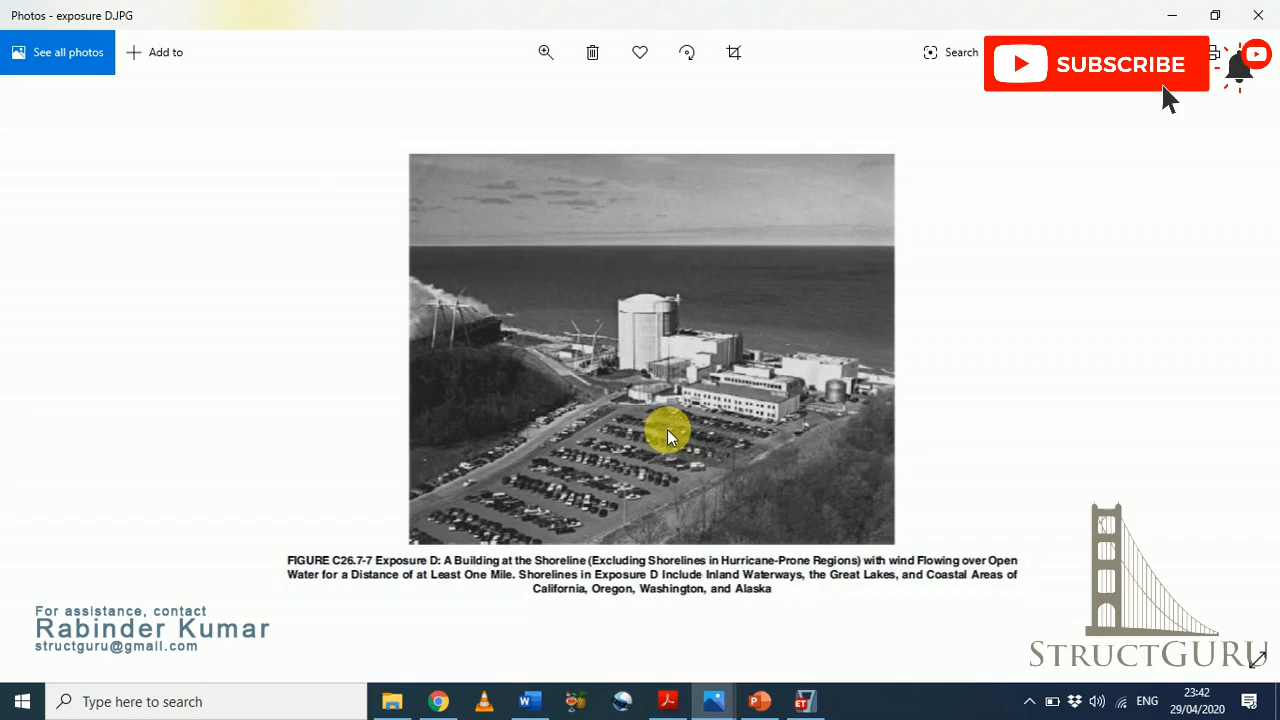 Photos - exposure D.JPG
See all photos
Add to
Search
SUBSCRIBE
FIGURE C26.7-7 Exposure D: A Building at the Shoreline (Excluding Shorelines in Hurricane-Prone Regions) with wind Flowing over Open
Water for a Distance of at Least One Mile. Shorelines in Exposure D Include Inland Waterways, the Great Lakes, and Coastal Areas of
California, Oregon, Washington, and Alaska
For assistance, contact
Rabinder Kumar
structguru@gmail.com
STRUCTGURU
Type here to search
ENG
23:42
29/04/2020